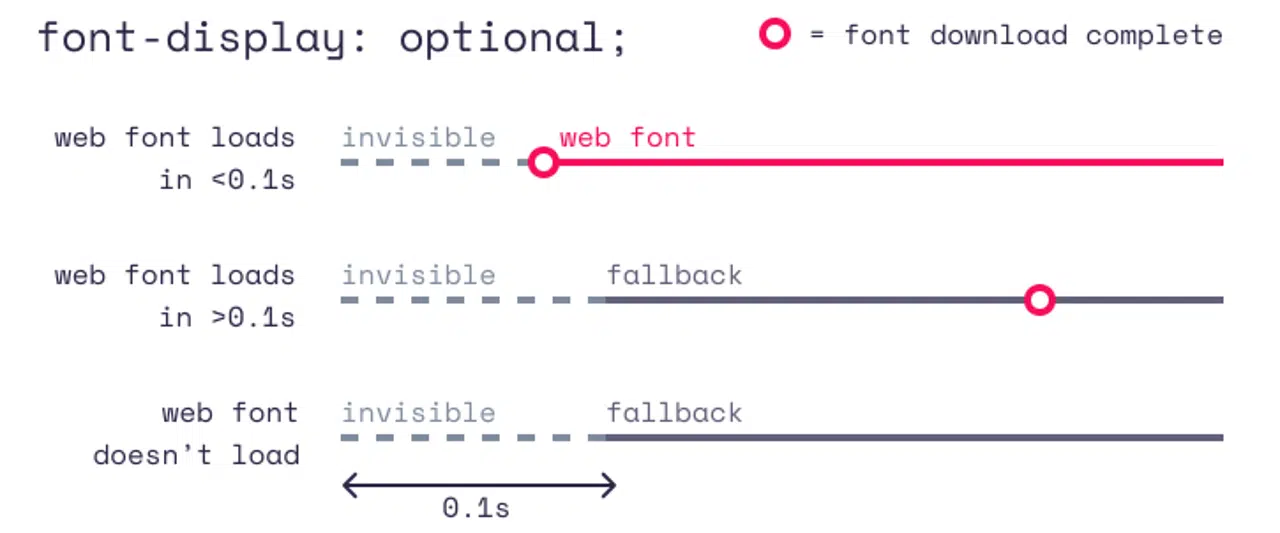 font-display: optional;
= font download complete
web font loads
in <0.1s
invisible
web font
web font loads
in >0.1s
invisible
fallback
web font
doesn’t load
invisible
fallback
0.1s